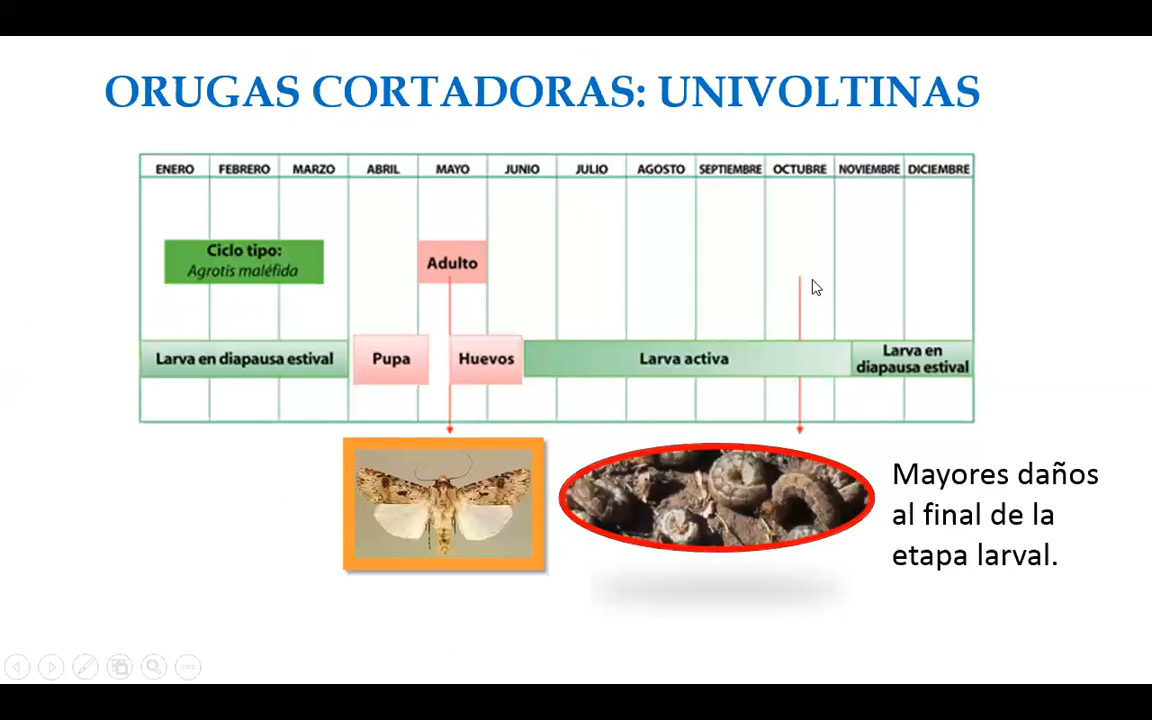 ORUGAS CORTADORAS: UNIVOLTINAS
ENERO FEBRERO MARZO ABRIL MAYO JUNIO JULIO AGOSTO SEPTIEMBRE OCTUBRE NOVIEMBRE DICIEMBRE
Ciclo tipo:
Agrotis maléfida
Adulto
Larva en diapausa estival
Pupa
Huevos
Larva activa
Larva en
diapausa estival
Mayores daños
al final de la
etapa larval.